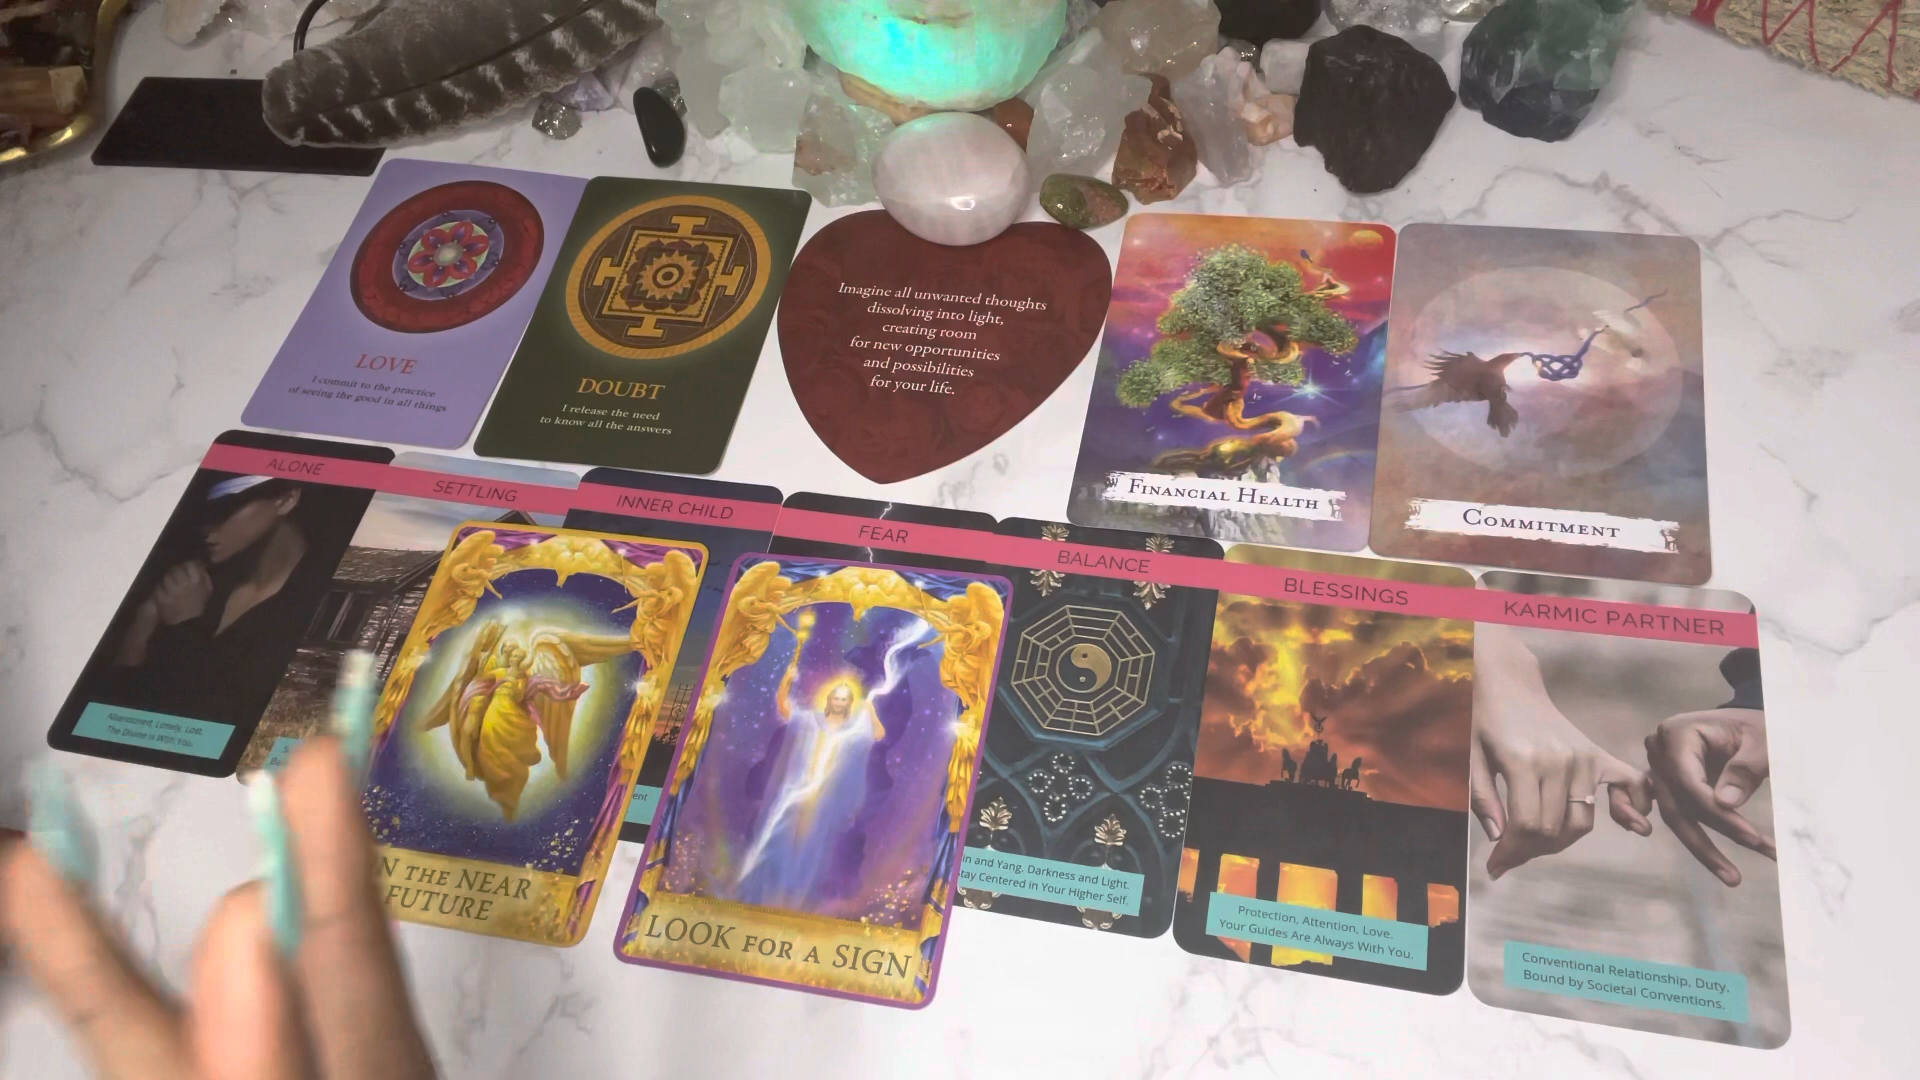 LOVE
I commit to the practice
of seeing the good in all things
DOUBT
I release the need
to know all the answers
Imagine all unwanted thoughts
dissolving into light,
creating room
for new opportunities
and possibilities
for your life.
FINANCIAL HEALTH
COMMITMENT
ALONE
Abandoned, Lonely, Lost.
The Divine is With You.
SETTLING
INNER CHILD
FEAR
BALANCE
in and Yang, Darkness and Light.
tay Centered in Your Higher Self.
BLESSINGS
Protection, Attention, Love.
Your Guides Are Always With You.
KARMIC PARTNER
Conventional Relationship, Duty,
Bound by Societal Conventions.
N THE NEAR
FUTURE
LOOK FOR A SIGN